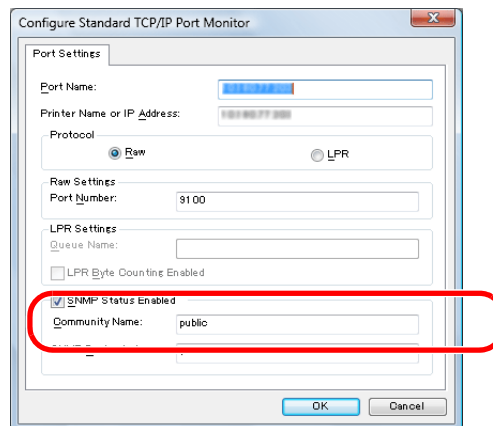 Configure Standard TCP/IP Port Monitor
Port Settings
Port Name:
Printer Name or IP Address:
Protocol
Raw
LPR
Raw Settings
Port Number: 9100
LPR Settings
Queue Name:
LPR Byte Counting Enabled
SNMP Status Enabled
Community Name: public
OK Cancel